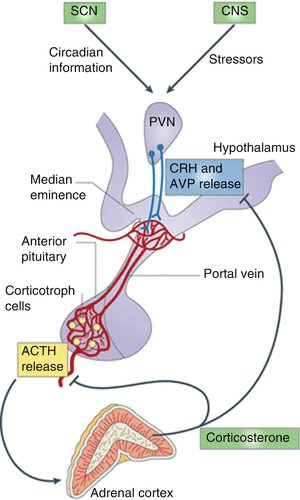 SCN
CNS
Circadian
information
Stressors
PVN
Hypothalamus
CRH and
AVP release
Median
eminence
Anterior
pituitary
Portal vein
Corticotroph
cells
ACTH
release
Corticosterone
Adrenal cortex